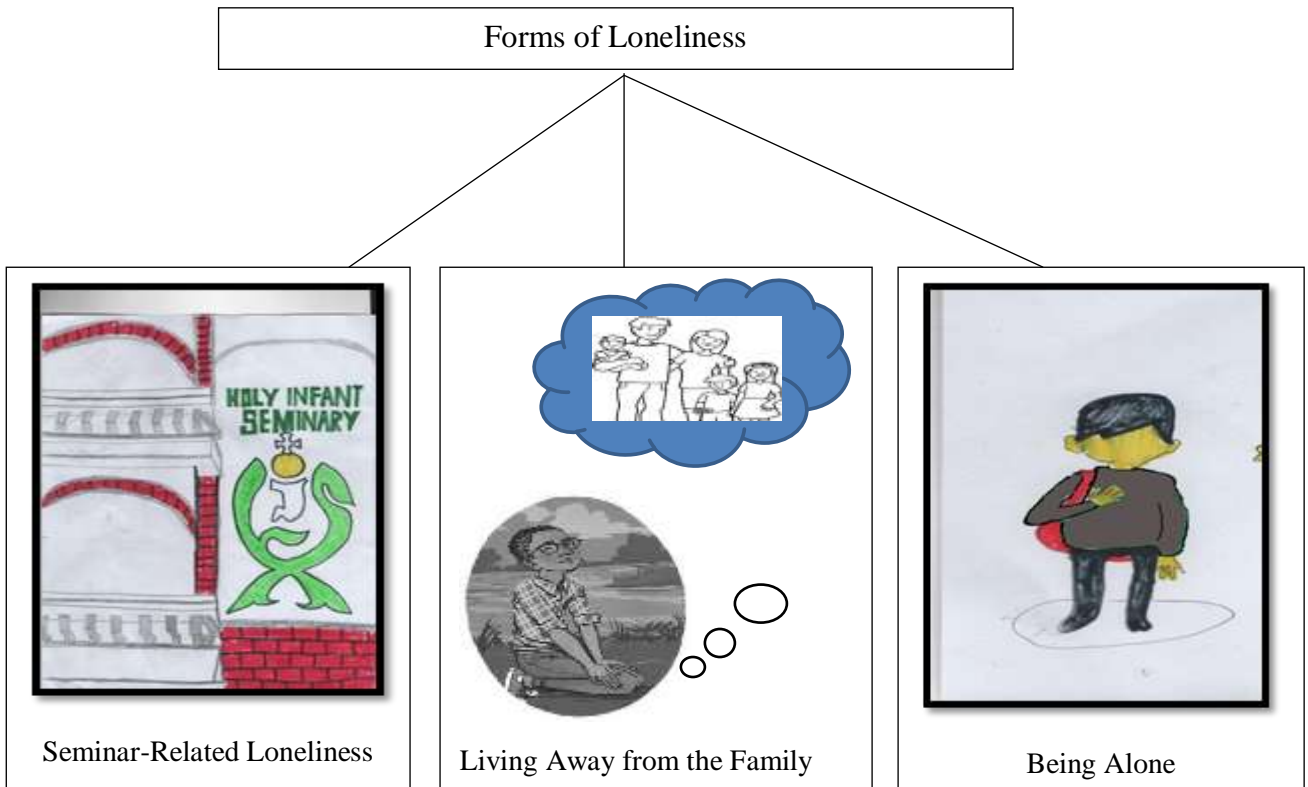 Forms of Loneliness
HOLY INFANT
SEMINARY
Seminar-Related Loneliness
Living Away from the Family
Being Alone